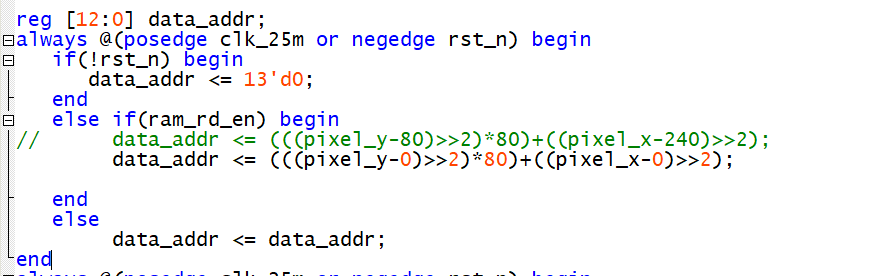 reg [12:0] data_addr;
always @(posedge clk_25m or negedge rst_n) begin
if(!rst_n) begin
data_addr <= 13'd0;
end
else if(ram_rd_en) begin
// data_addr <= (((pixel_y-80)>>2)*80)+((pixel_x-240)>>2);
data_addr <= (((pixel_y-0)>>2)*80)+((pixel_x-0)>>2);
end
else
data_addr <= data_addr;
end
always @(posedge clk_25m or negedge rst_n) begin